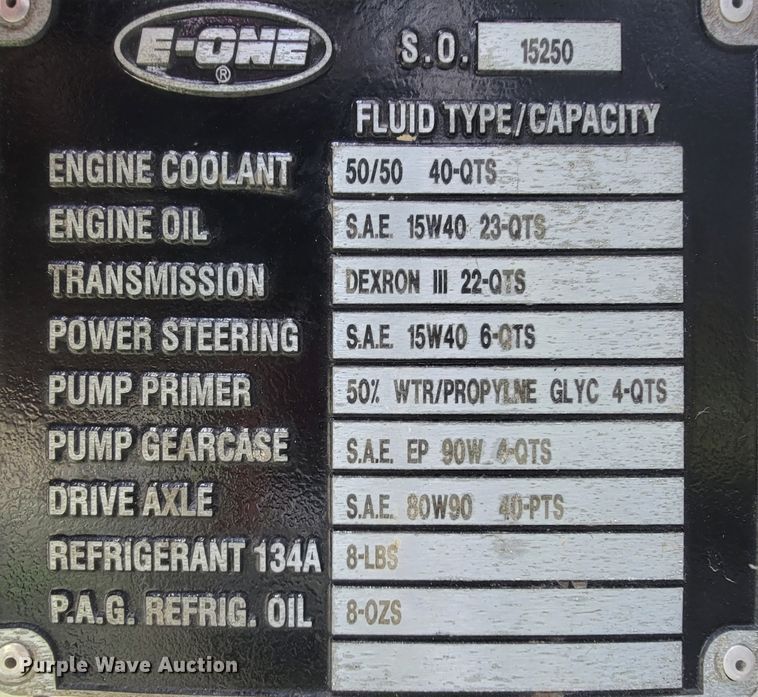 E-ONE ® S.O. 15250
FLUID TYPE/CAPACITY
ENGINE COOLANT 50/50 40-QTS
ENGINE OIL S.A.E. 15W40 23-QTS
TRANSMISSION DEXRON III 22-QTS
POWER STEERING S.A.E. 15W40 6-QTS
PUMP PRIMER 50% WTR/PROPYLNE GLYC 4-QTS
PUMP GEARCASE S.A.E. EP 90W 4-QTS
DRIVE AXLE S.A.E. 80W90 40-PTS
REFRIGERANT 134A 8-LBS
P.A.G. REFRIG. OIL 8-OZS
Purple Wave Auction